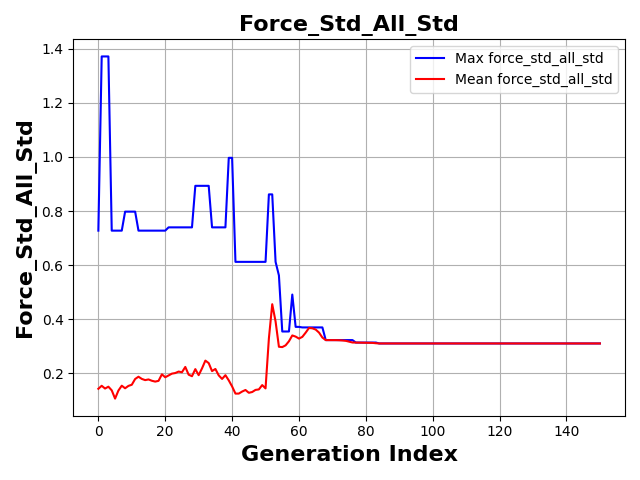 Force_Std_All_Std
Max force_std_all_std
Mean force_std_all_std
Force_Std_All_Std
1.4
1.2
1.0
0.8
0.6
0.4
0.2
0 20 40 60 80 100 120 140
Generation Index